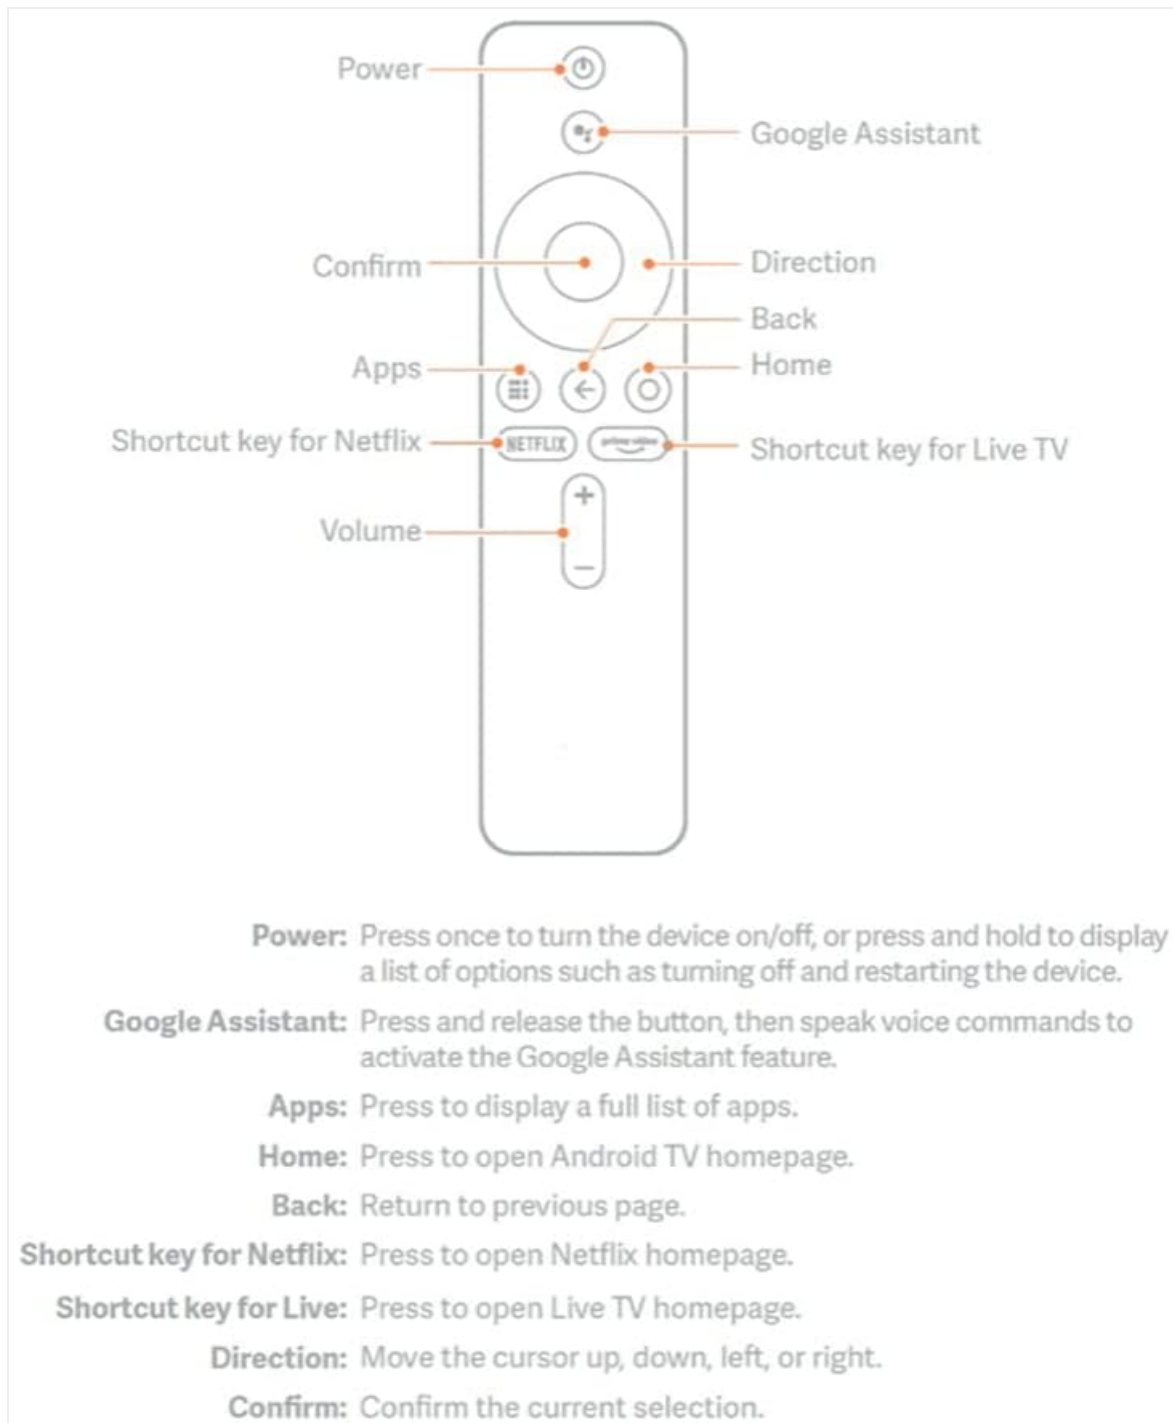 Power
Google Assistant
Confirm
Direction
Back
Apps
Home
Shortcut key for Netflix
NETFLIX
prime video
Shortcut key for Live TV
+
Volume
−
Power: Press once to turn the device on/off, or press and hold to display
a list of options such as turning off and restarting the device.
Google Assistant: Press and release the button, then speak voice commands to
activate the Google Assistant feature.
Apps: Press to display a full list of apps.
Home: Press to open Android TV homepage.
Back: Return to previous page.
Shortcut key for Netflix: Press to open Netflix homepage.
Shortcut key for Live: Press to open Live TV homepage.
Direction: Move the cursor up, down, left, or right.
Confirm: Confirm the current selection.